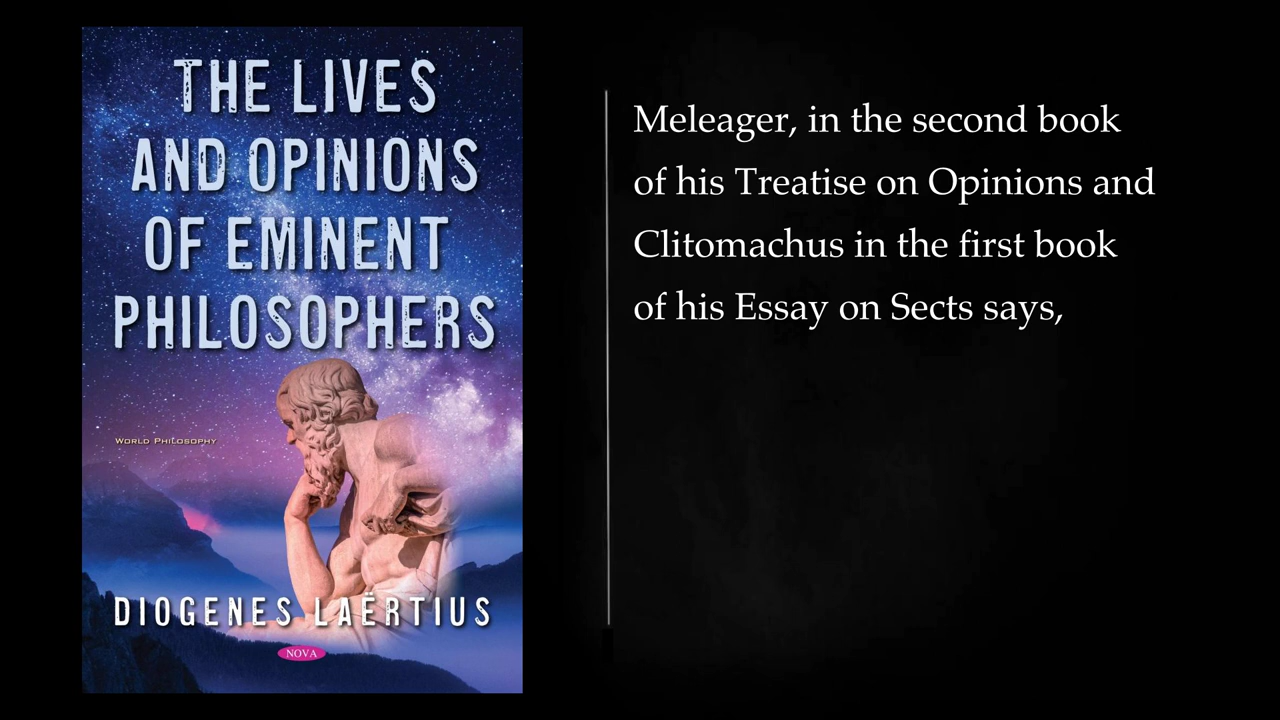 THE LIVES
AND OPINIONS
OF EMINENT
PHILOSOPHERS
WORLD PHILOSOPHY
DIOGENES LAËRTIUS
NOVA
Meleager, in the second book
of his Treatise on Opinions and
Clitomachus in the first book
of his Essay on Sects says,